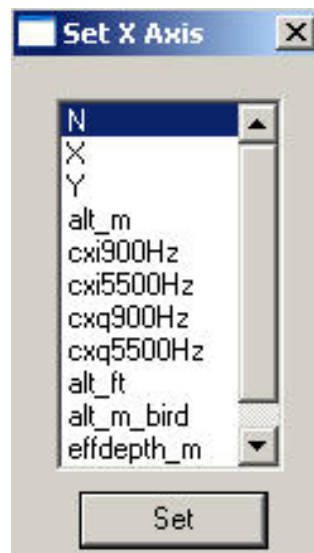 Set X Axis
N
X
Y
alt_m
cxi900Hz
cxi5500Hz
cxq900Hz
cxq5500Hz
alt_ft
alt_m_bird
effdepth_m
Set